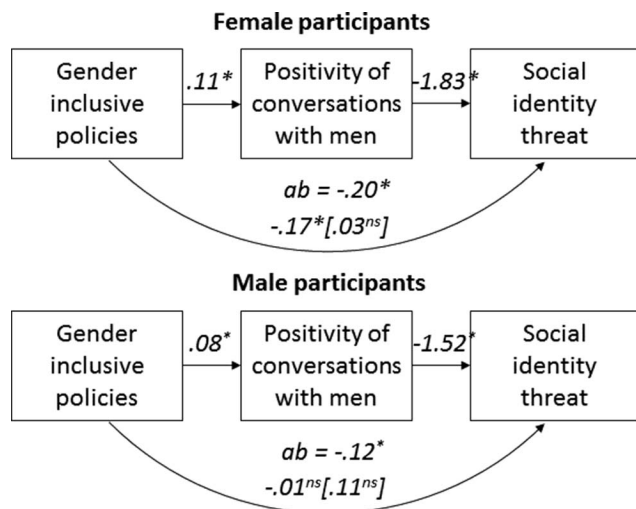 Female participants
Gender
inclusive
policies
.11*
Positivity of
conversations
with men
-1.83*
Social
identity
threat
ab = -.20*
-.17*[.03ⁿˢ]
Male participants
Gender
inclusive
policies
.08*
Positivity of
conversations
with men
-1.52*
Social
identity
threat
ab = -.12*
-.01ⁿˢ[.11ⁿˢ]